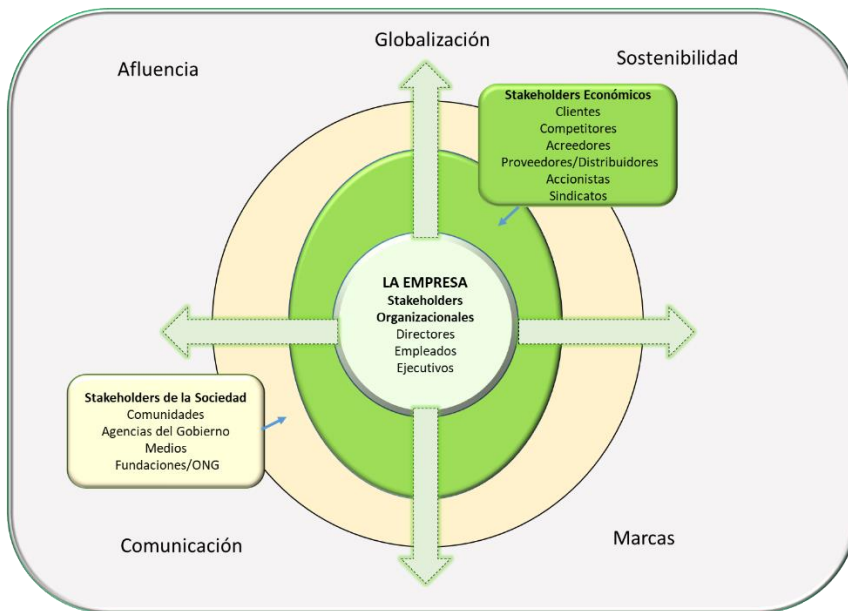 Globalización
Afluencia
Sostenibilidad
Stakeholders Económicos
Clientes
Competitores
Acreedores
Proveedores/Distribuidores
Accionistas
Sindicatos
LA EMPRESA
Stakeholders
Organizacionales
Directores
Empleados
Ejecutivos
Stakeholders de la Sociedad
Comunidades
Agencias del Gobierno
Medios
Fundaciones/ONG
Comunicación
Marcas